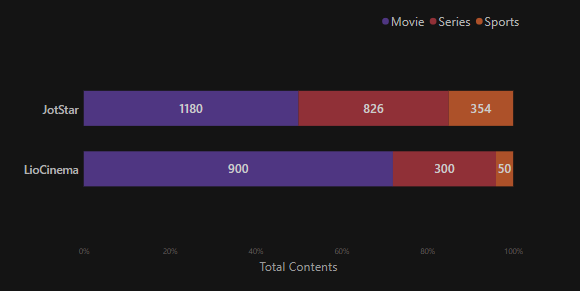 Movie Series Sports
JotStar 1180 826 354
LioCinema 900 300 50
0% 20% 40% 60% 80% 100%
Total Contents